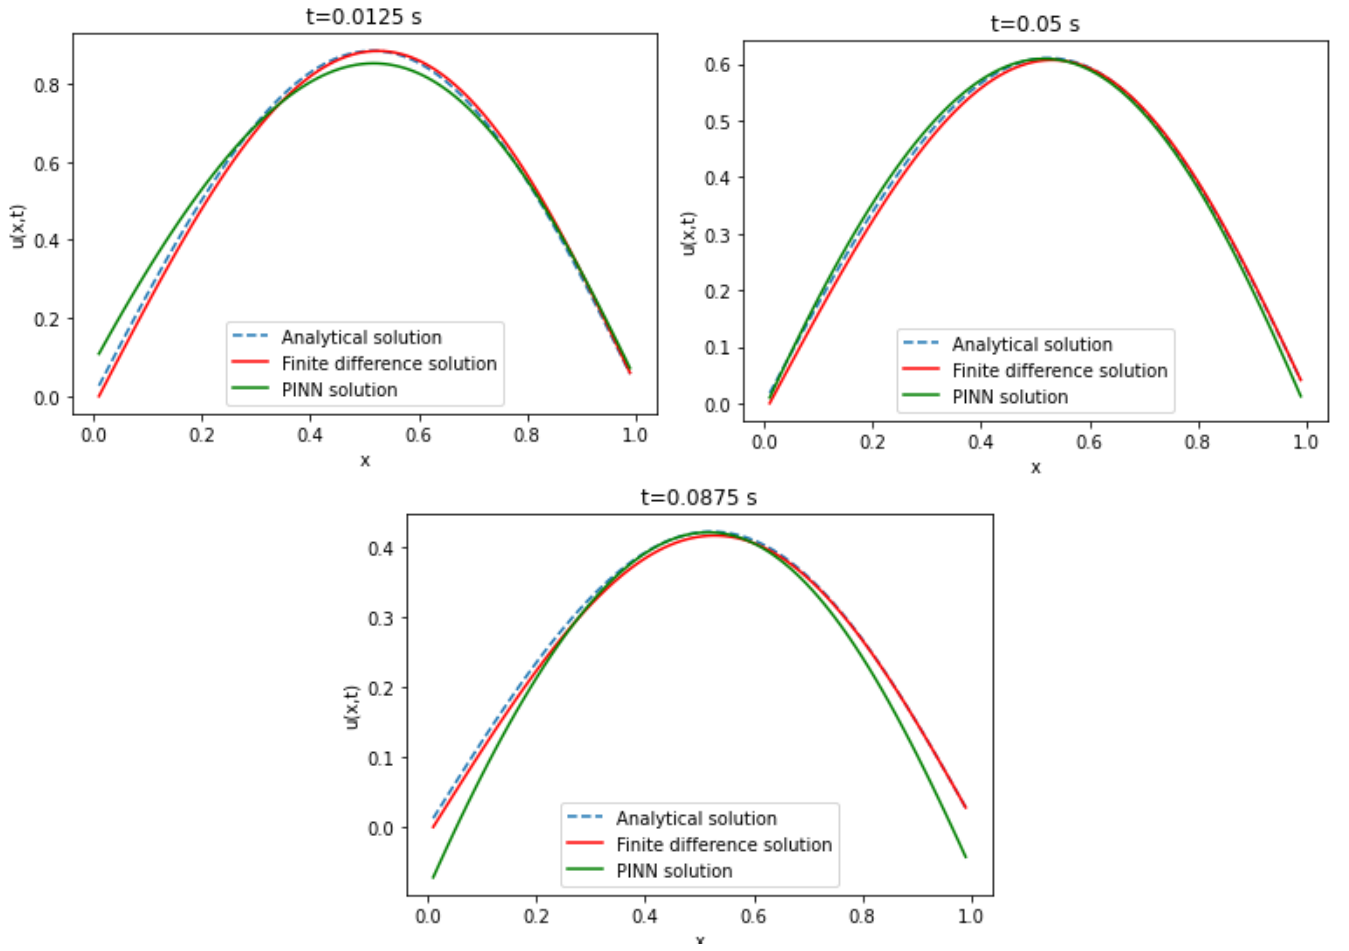 t=0.0125 s
u(x,t)
0.8
0.6
0.4
0.2
0.0
Analytical solution
Finite difference solution
PINN solution
0.0 0.2 0.4 0.6 0.8 1.0
x
t=0.05 s
u(x,t)
0.6
0.5
0.4
0.3
0.2
0.1
0.0
Analytical solution
Finite difference solution
PINN solution
0.0 0.2 0.4 0.6 0.8 1.0
x
t=0.0875 s
u(x,t)
0.4
0.3
0.2
0.1
0.0
Analytical solution
Finite difference solution
PINN solution
0.0 0.2 0.4 0.6 0.8 1.0
x